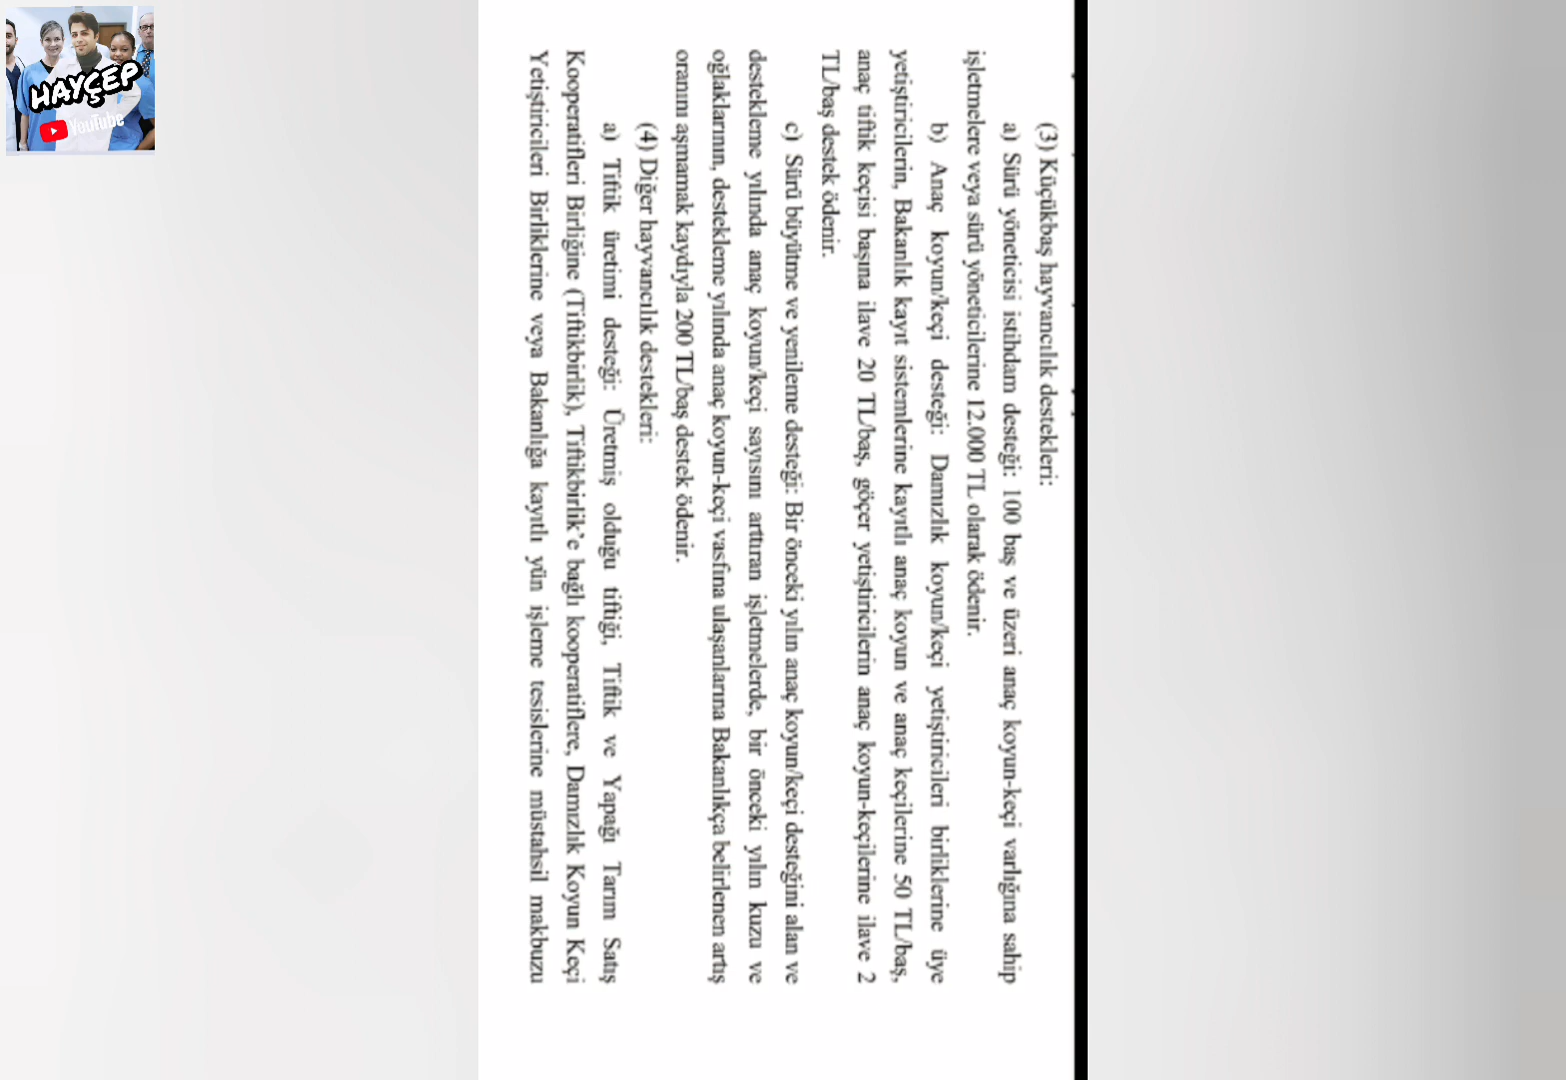 HAYÇEP
YouTube
(3) Küçükbaş hayvancılık destekleri:
a) Sürü yöneticisi istihdam desteği: 100 baş ve üzeri anaç koyun-keçi varlığına sahip
işletmelere veya sürü yöneticilerine 12.000 TL olarak ödenir.
b) Anaç koyun/keçi desteği: Damızlık koyun/keçi yetiştiricileri birliklerine üye
yetiştiricilerin, Bakanlık kayıt sistemlerine kayıtlı anaç koyun ve anaç keçilerine 50 TL/baş,
anaç tiftik keçisi başına ilave 20 TL/baş, göçer yetiştiricilerin anaç koyun-keçilerine ilave 2
TL/baş destek ödenir.
c) Sürü büyütme ve yenileme desteği: Bir önceki yılın anaç koyun/keçi desteğini alan ve
destekleme yılında anaç koyun/keçi sayısını arttıran işletmelerde, bir önceki yılın kuzu ve
oğlaklarının, destekleme yılında anaç koyun-keçi vasfına ulaşanlarına Bakanlıkça belirlenen artış
oranını aşmamak kaydıyla 200 TL/baş destek ödenir.
(4) Diğer hayvancılık destekleri:
a) Tiftik üretimi desteği: Üretmiş olduğu tiftiği, Tiftik ve Yapağı Tarım Satış
Kooperatifleri Birliğine (Tiftikbirlik), Tiftikbirlik’e bağlı kooperatiflere, Damızlık Koyun Keçi
Yetiştiricileri Birliklerine veya Bakanlığa kayıtlı yün işleme tesislerine müstahsil makbuzu